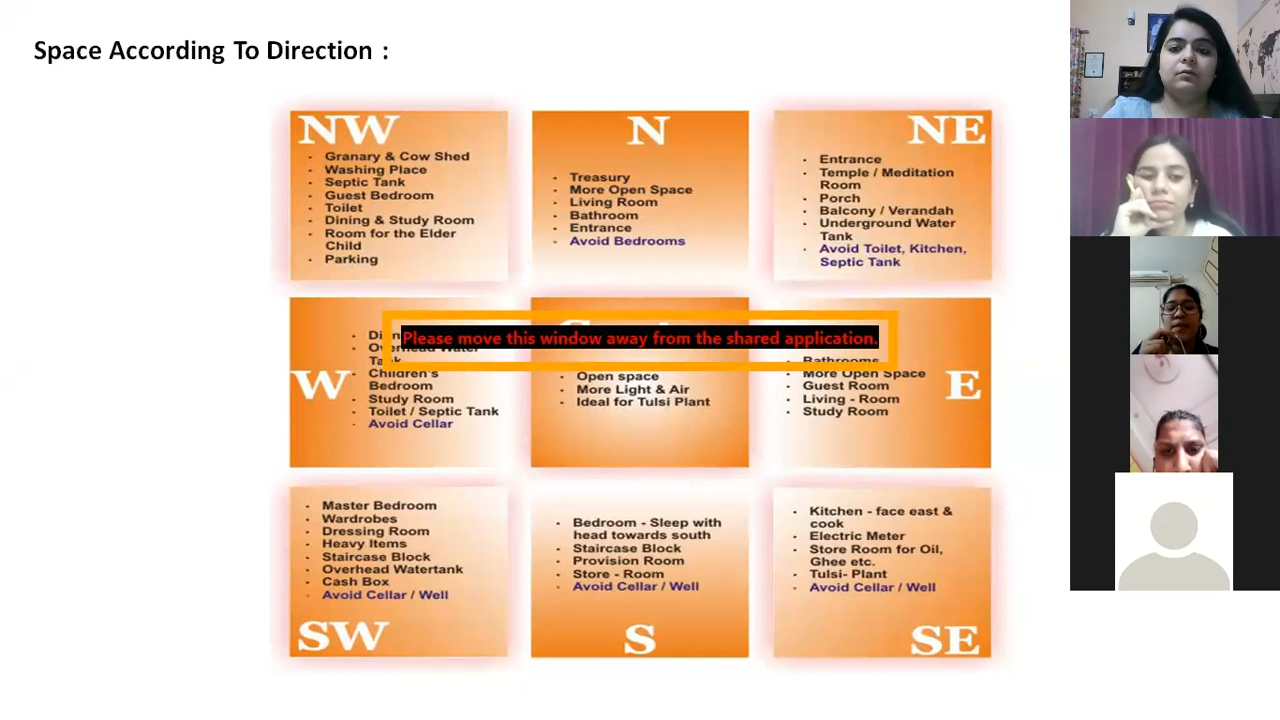 Space According To Direction :
NW
Granary & Cow Shed
Washing Place
Septic Tank
Guest Bedroom
Toilet
Dining & Study Room
Room for the Elder
Child
Parking
N
Treasury
More Open Space
Living Room
Bathroom
Entrance
Avoid Bedrooms
NE
Entrance
Temple / Meditation
Room
Porch
Balcony / Verandah
Underground Water
Tank
Avoid Toilet, Kitchen,
Septic Tank
Please move this window away from the shared application.
W
Overhead Water
Tank
Children's
Bedroom
Study Room
Toilet / Septic Tank
Avoid Cellar
Open space
More Light & Air
Ideal for Tulsi Plant
Bathrooms
More Open Space
Guest Room
Living - Room
Study Room
E
Master Bedroom
Wardrobes
Dressing Room
Heavy Items
Staircase Block
Overhead Watertank
Cash Box
Avoid Cellar / Well
SW
Bedroom - Sleep with
head towards south
Staircase Block
Provision Room
Store - Room
Avoid Cellar / Well
S
Kitchen - face east &
cook
Electric Meter
Store Room for Oil,
Ghee etc.
Tulsi- Plant
Avoid Cellar / Well
SE